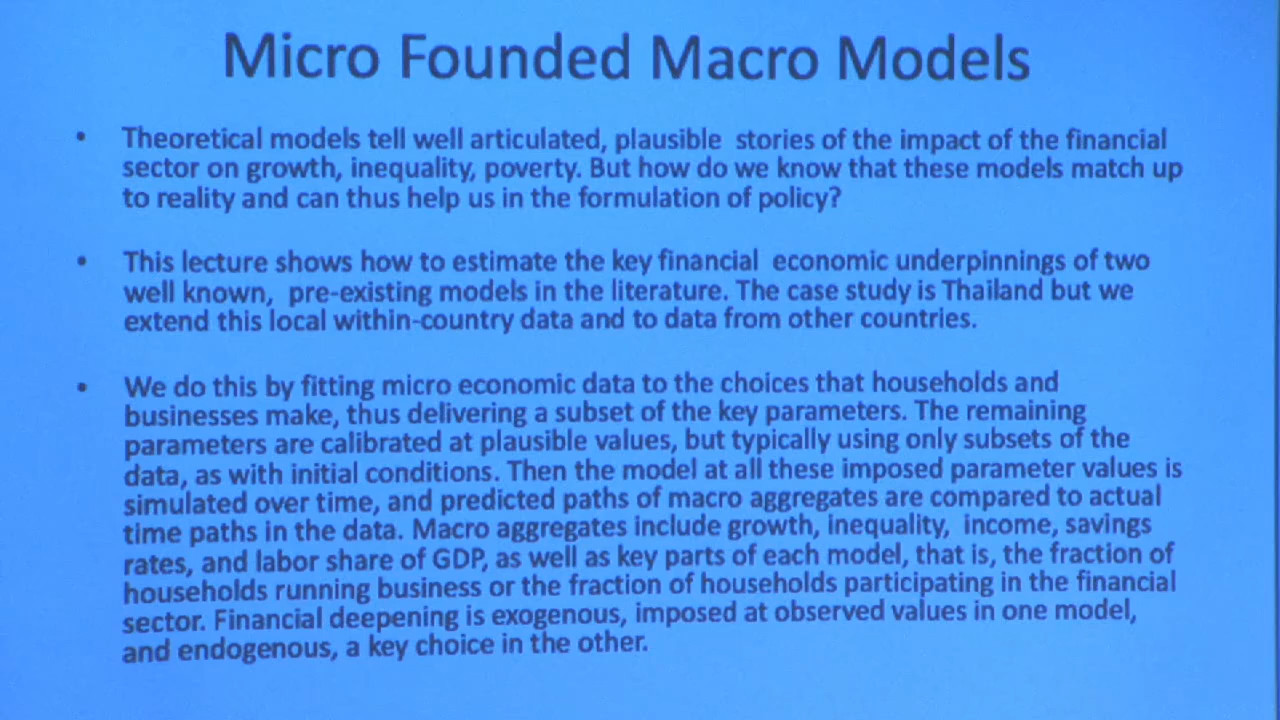 Micro Founded Macro Models
• Theoretical models tell well articulated, plausible stories of the impact of the financial
sector on growth, inequality, poverty. But how do we know that these models match up
to reality and can thus help us in the formulation of policy?
• This lecture shows how to estimate the key financial economic underpinnings of two
well known, pre-existing models in the literature. The case study is Thailand but we
extend this local within-country data and to data from other countries.
• We do this by fitting micro economic data to the choices that households and
businesses make, thus delivering a subset of the key parameters. The remaining
parameters are calibrated at plausible values, but typically using only subsets of the
data, as with initial conditions. Then the model at all these imposed parameter values is
simulated over time, and predicted paths of macro aggregates are compared to actual
time paths in the data. Macro aggregates include growth, inequality, income, savings
rates, and labor share of GDP, as well as key parts of each model, that is, the fraction of
households running business or the fraction of households participating in the financial
sector. Financial deepening is exogenous, imposed at observed values in one model,
and endogenous, a key choice in the other.